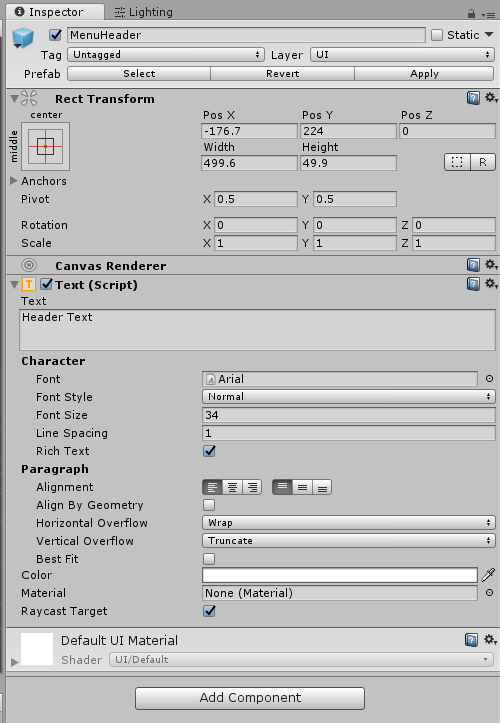 Inspector Lighting
MenuHeader Static
Tag Untagged Layer UI
Prefab Select Revert Apply
Rect Transform
center
middle
Pos X Pos Y Pos Z
-176.7 224 0
Width Height
499.6 49.9
R
Anchors
Pivot X 0.5 Y 0.5
Rotation X 0 Y 0 Z 0
Scale X 1 Y 1 Z 1
Canvas Renderer
T Text (Script)
Text
Header Text
Character
Font Arial
Font Style Normal
Font Size 34
Line Spacing 1
Rich Text
Paragraph
Alignment
Align By Geometry
Horizontal Overflow Wrap
Vertical Overflow Truncate
Best Fit
Color
Material None (Material)
Raycast Target
Default UI Material
Shader UI/Default
Add Component